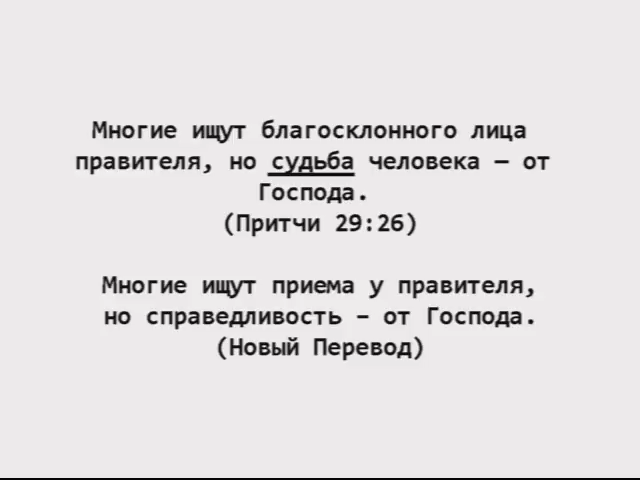 Многие ищут благосклонного лица
правителя, но судьба человека — от
Господа.
(Притчи 29:26)
Многие ищут приема у правителя,
но справедливость – от Господа.
(Новый Перевод)